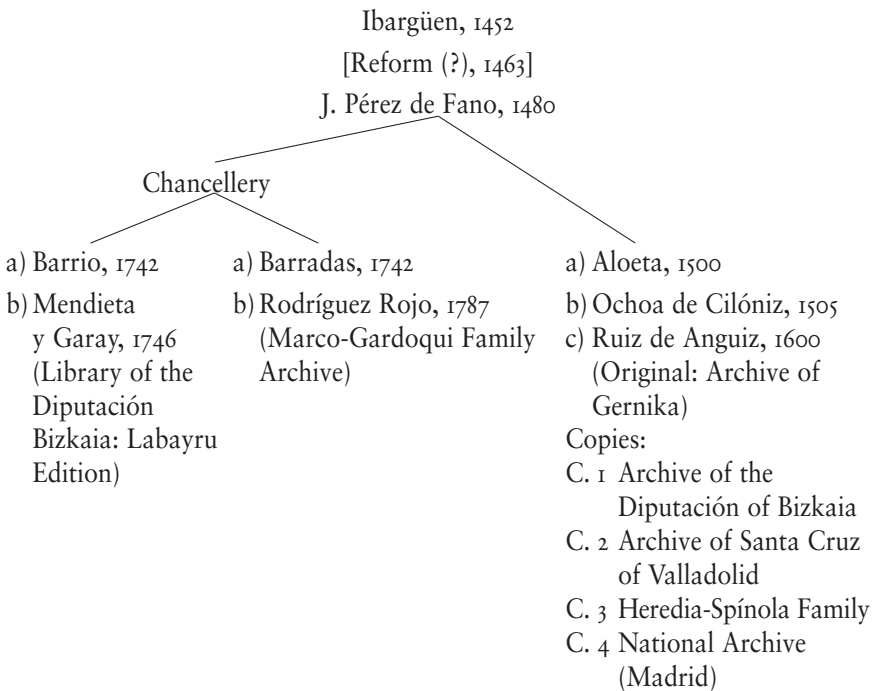 Ibargüen, 1452
[Reform (?), 1463]
J. Pérez de Fano, 1480
Chancellery
a) Barrio, 1742
b) Mendieta
y Garay, 1746
(Library of the
Diputación
Bizkaia: Labayru
Edition)
a) Barradas, 1742
b) Rodríguez Rojo, 1787
(Marco-Gardoqui Family
Archive)
a) Aloeta, 1500
b) Ochoa de Cilóniz, 1505
c) Ruiz de Anguiz, 1600
(Original: Archive of
Gernika)
Copies:
C. 1 Archive of the
Diputación of Bizkaia
C. 2 Archive of Santa Cruz
of Valladolid
C. 3 Heredia-Spínola Family
C. 4 National Archive
(Madrid)